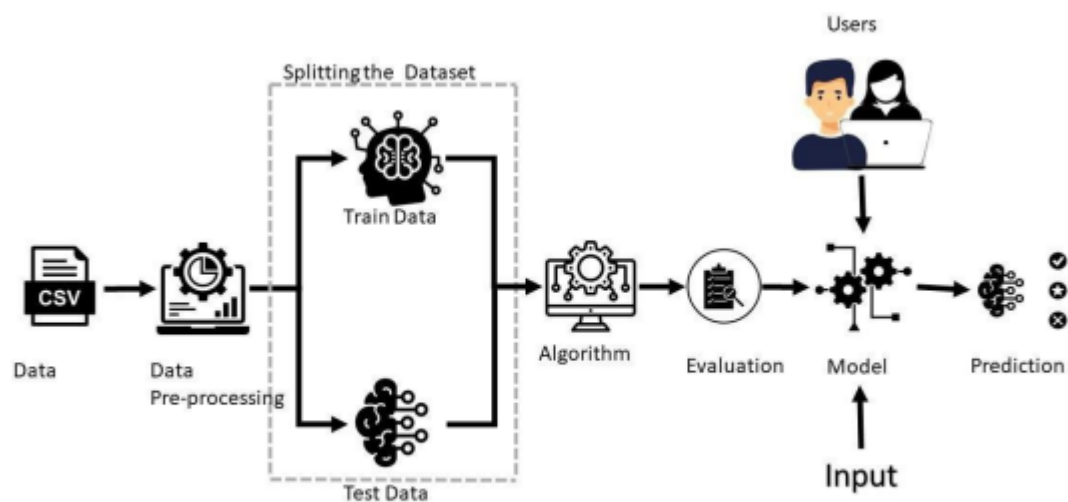 Users
Splitting the Dataset
Train Data
CSV
Data
Data
Pre-processing
Test Data
Algorithm
Evaluation
Model
Prediction
Input